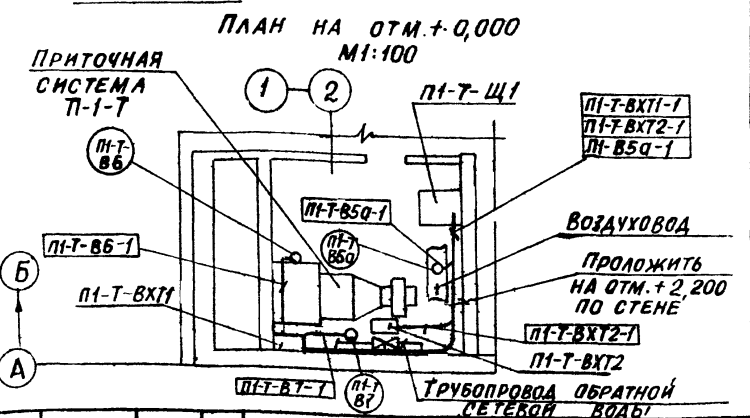 План на отм.+0,000
М1:100
Приточная
система
П-1-Т
1
2
П1-Т-Щ1
П1-Т-ВХТ1-1
П1-Т-ВХТ2-1
П1-В5а-1
П1-Т-
В6
П1-Т-В5а-1
П1-Т
В5а
Воздуховод
П1-Т-В6-1
Б
Проложить
на отм.+2,200
по стене
П1-Т-ВХТ1
П1-Т-ВХТ2-1
А
П1-Т-ВХТ2
П1-Т-В7-1
П1-Т
В7
Трубопровод обратной
сетевой воды